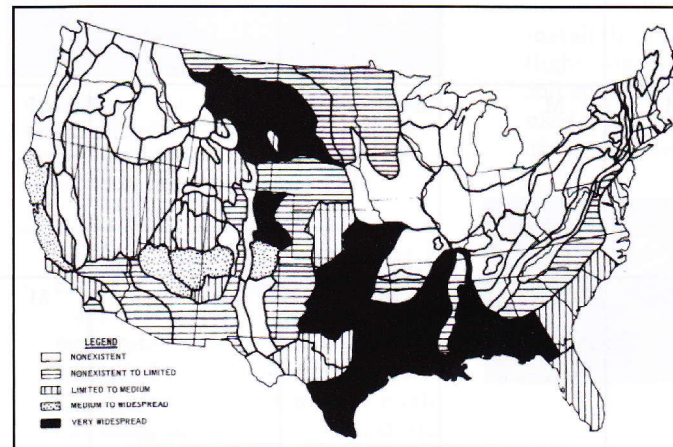 LEGEND
NONEXISTENT
NONEXISTENT TO LIMITED
LIMITED TO MEDIUM
MEDIUM TO WIDESPREAD
VERY WIDESPREAD